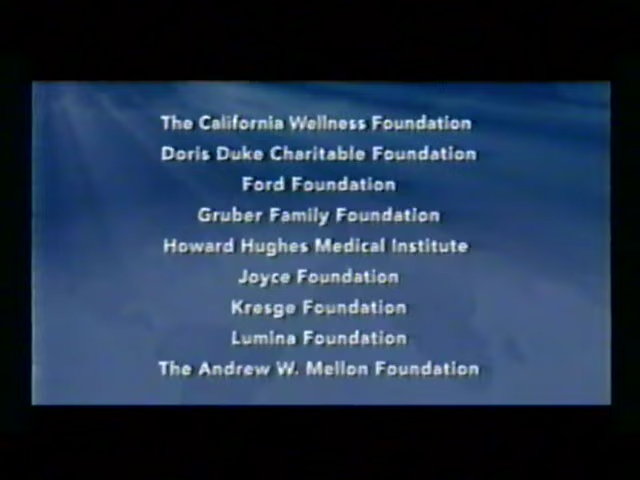 The California Wellness Foundation
Doris Duke Charitable Foundation
Ford Foundation
Gruber Family Foundation
Howard Hughes Medical Institute
Joyce Foundation
Kresge Foundation
Lumina Foundation
The Andrew W. Mellon Foundation